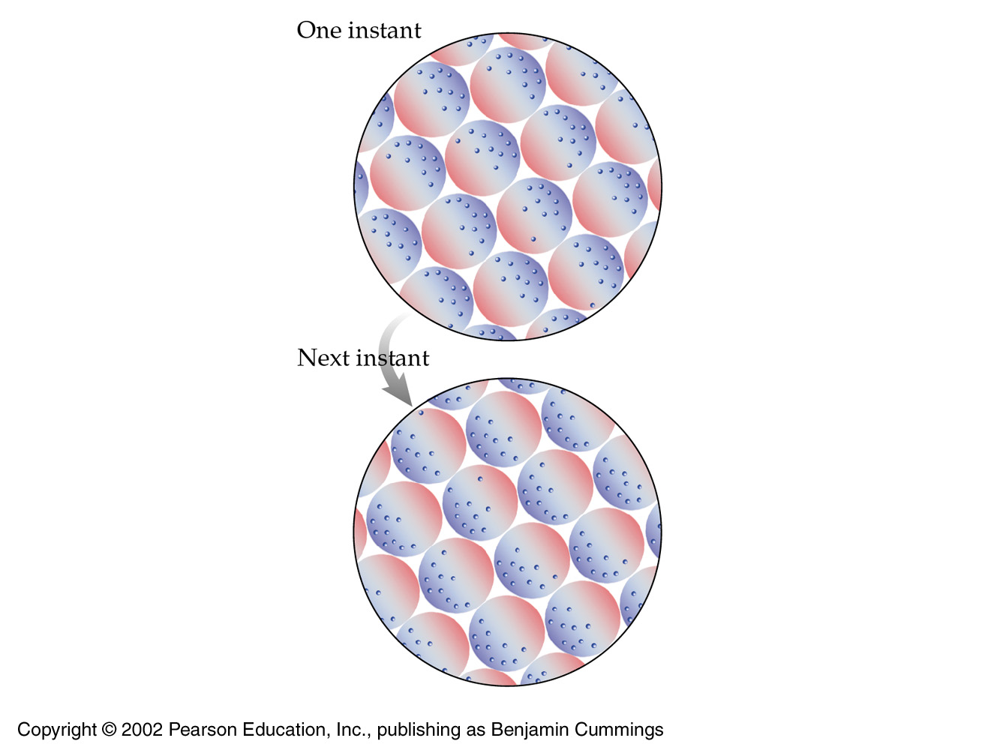 One instant
Next instant
Copyright © 2002 Pearson Education, Inc., publishing as Benjamin Cummings